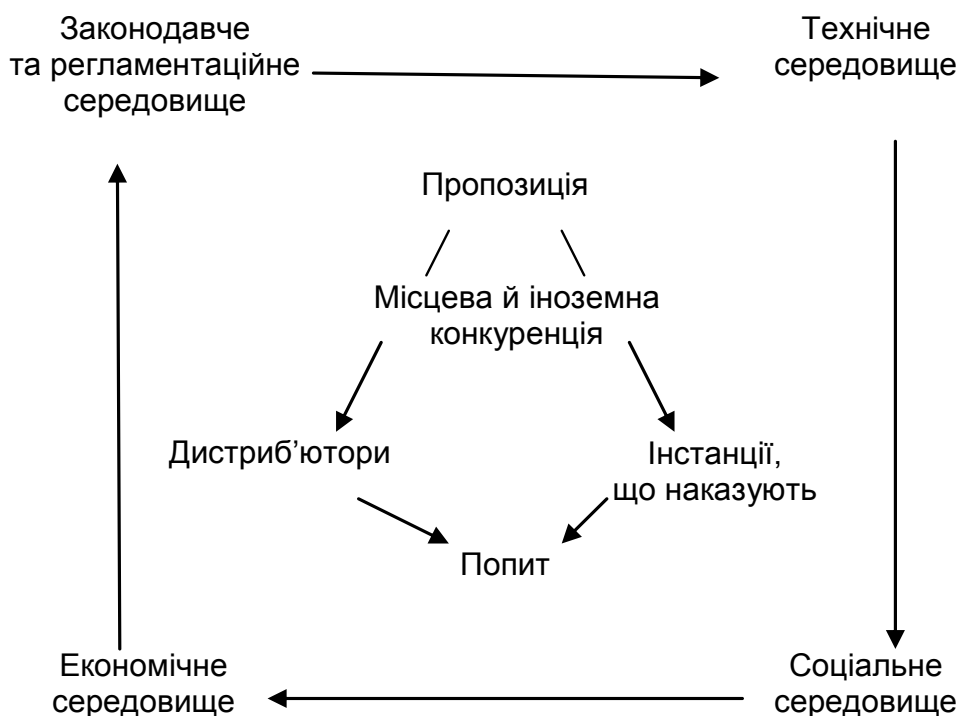 Законодавче
та регламентаційне
середовище
Технічне
середовище
Пропозиція
Місцева й іноземна
конкуренція
Дистриб’ютори
Інстанції,
що наказують
Попит
Економічне
середовище
Соціальне
середовище